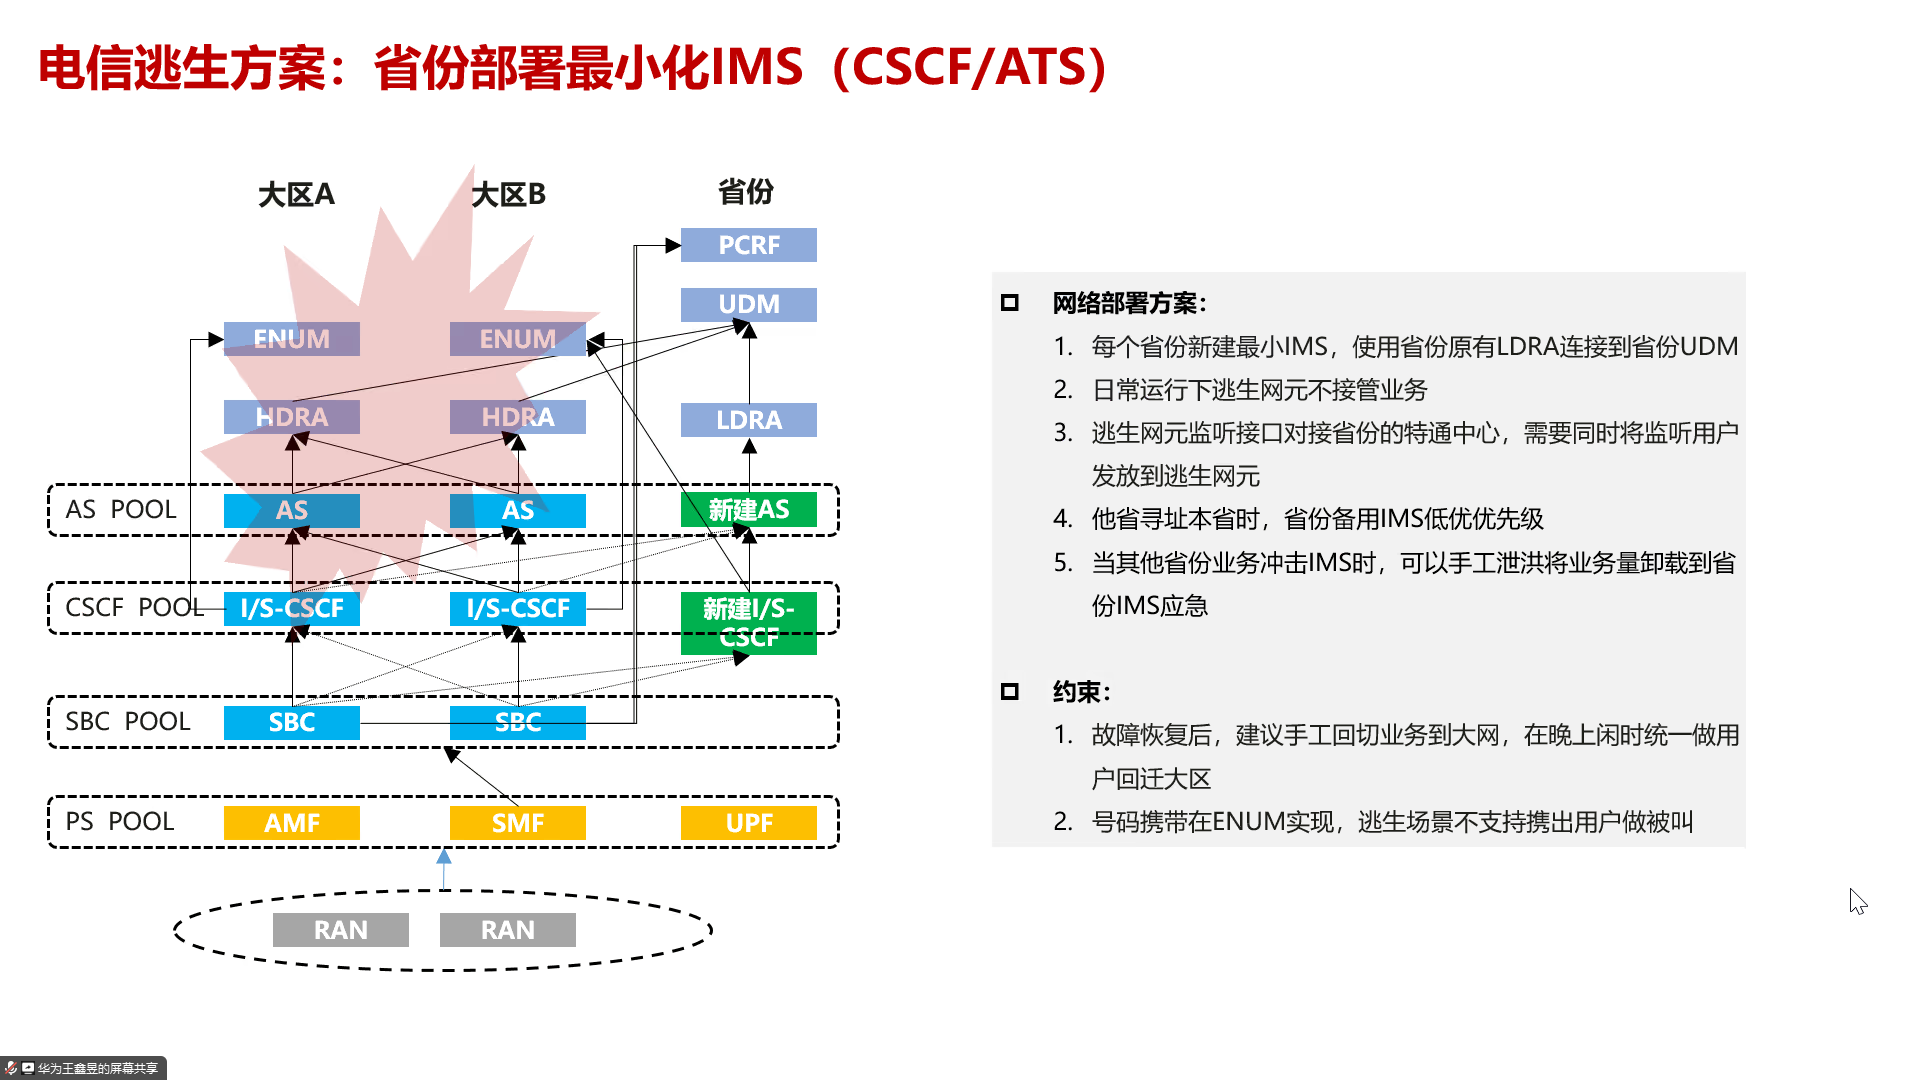 电信逃生方案：省份部署最小化IMS（CSCF/ATS）
大区A
大区B
省份
PCRF
UDM
ENUM
ENUM
HDRA
HDRA
LDRA
AS POOL
AS
AS
新建AS
CSCF POOL
I/S-CSCF
I/S-CSCF
新建I/S-
CSCF
SBC POOL
SBC
SBC
PS POOL
AMF
SMF
UPF
RAN
RAN
网络部署方案：
1. 每个省份新建最小IMS，使用省份原有LDRA连接到省份UDM
2. 日常运行下逃生网元不接管业务
3. 逃生网元监听接口对接省份的特通中心，需要同时将监听用户
发放到逃生网元
4. 他省寻址本省时，省份备用IMS低优优先级
5. 当其他省份业务冲击IMS时，可以手工泄洪将业务量卸载到省
份IMS应急
约束：
1. 故障恢复后，建议手工回切业务到大网，在晚上闲时统一做用
户回迁大区
2. 号码携带在ENUM实现，逃生场景不支持携出用户做被叫
华为王鑫昱的屏幕共享